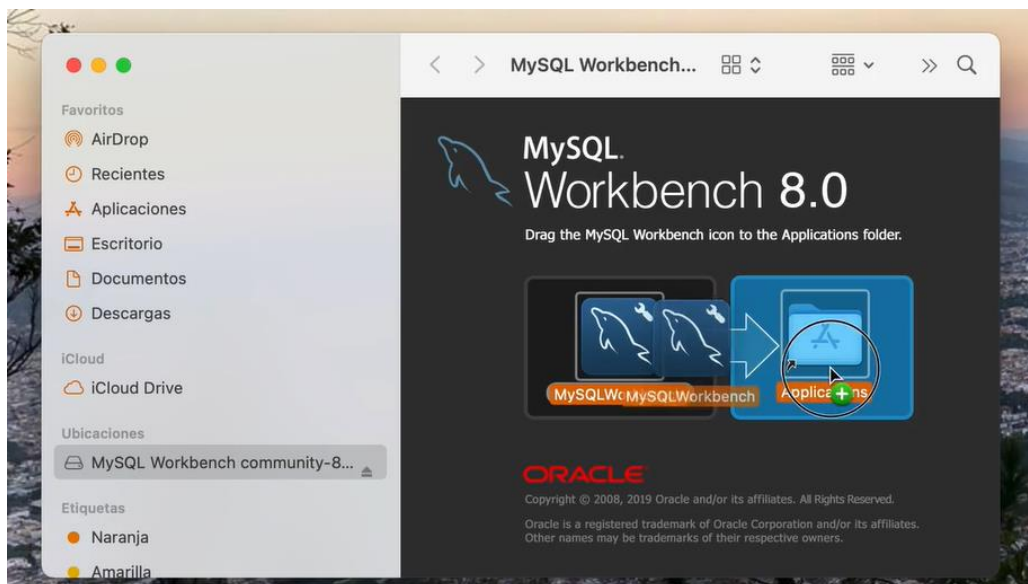 MySQL Workbench...
Favoritos
AirDrop
Recientes
Aplicaciones
Escritorio
Documentos
Descargas
iCloud
iCloud Drive
Ubicaciones
MySQL Workbench community-8...
Etiquetas
Naranja
Amarilla
MySQL.
Workbench 8.0
Drag the MySQL Workbench icon to the Applications folder.
MySQLWorkbench
ORACLE
Copyright © 2008, 2019 Oracle and/or its affiliates. All Rights Reserved.
Oracle is a registered trademark of Oracle Corporation and/or its affiliates.
Other names may be trademarks of their respective owners.